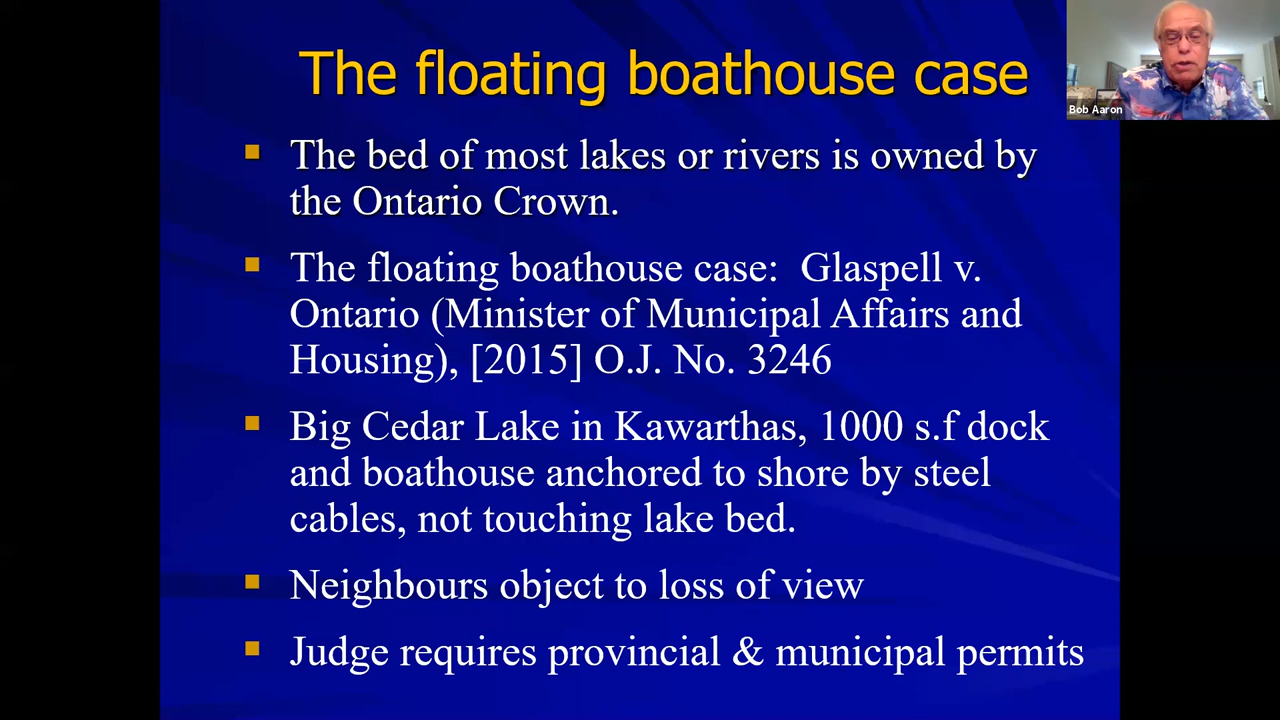 The floating boathouse case
The bed of most lakes or rivers is owned by
the Ontario Crown.
The floating boathouse case:  Glaspell v.
Ontario (Minister of Municipal Affairs and
Housing), [2015] O.J. No. 3246
Big Cedar Lake in Kawarthas, 1000 s.f dock
and boathouse anchored to shore by steel
cables, not touching lake bed.
Neighbours object to loss of view
Judge requires provincial & municipal permits
Bob Aaron